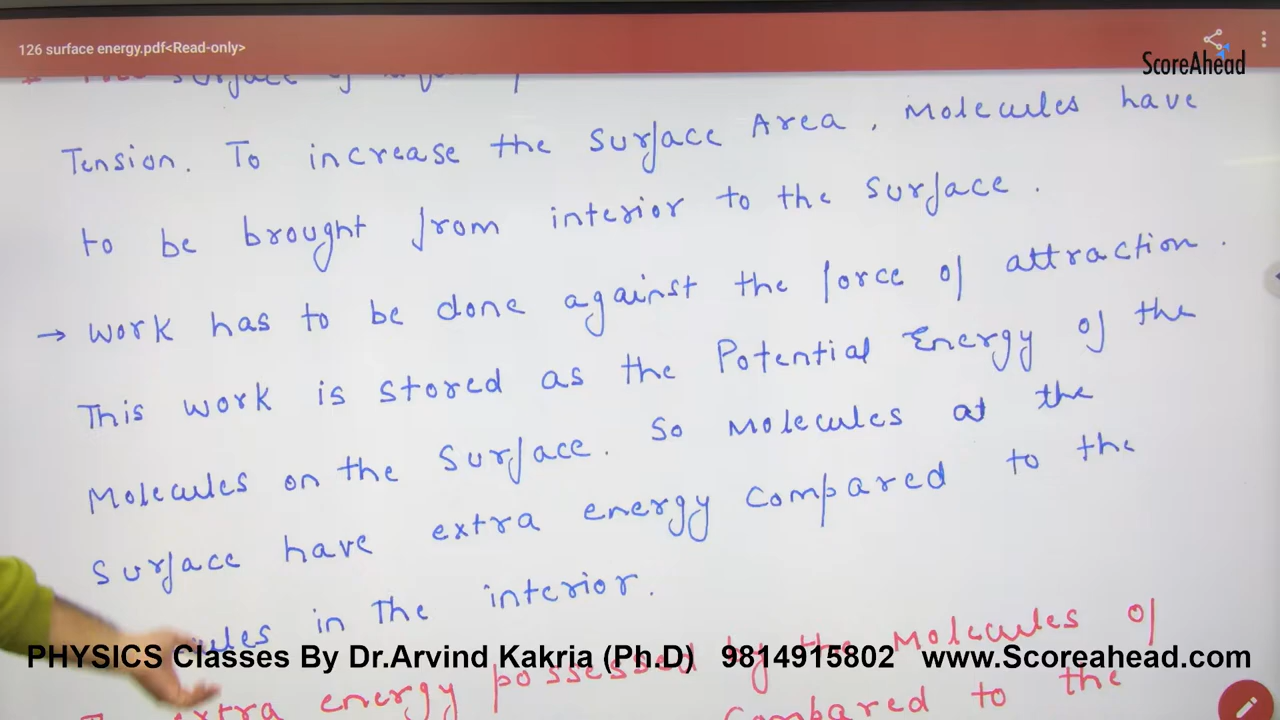 126 surface energy.pdf<Read-only>
ScoreAhead
Tension. To increase the Surface Area, Molecules have
to be brought from interior to the Surface.
→ Work has to be done against the force of attraction.
This work is stored as the Potential Energy of the
Molecules on the Surface. So Molecules at the
Surface have extra energy compared to the
in The interior.
PHYSICS Classes By Dr.Arvind Kakria (Ph.D) 9814915802 www.Scoreahead.com
extra energy possessed by the Molecules of
Compared to the